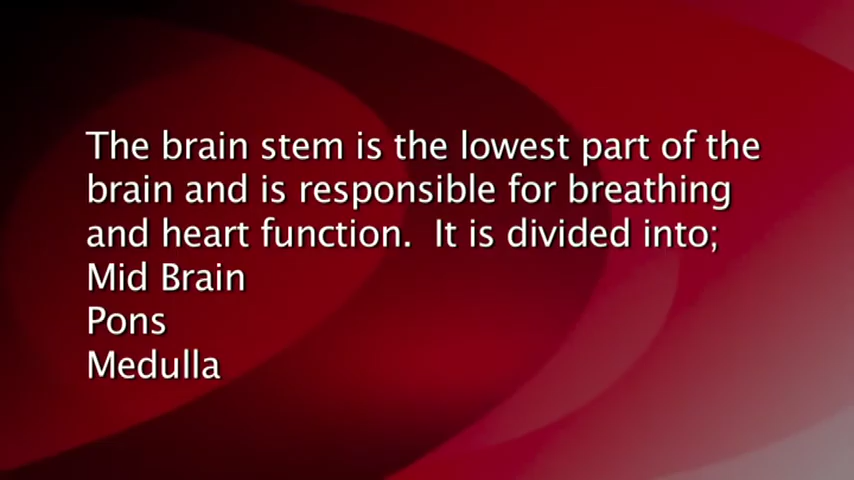 The brain stem is the lowest part of the
brain and is responsible for breathing
and heart function.  It is divided into;
Mid Brain
Pons
Medulla